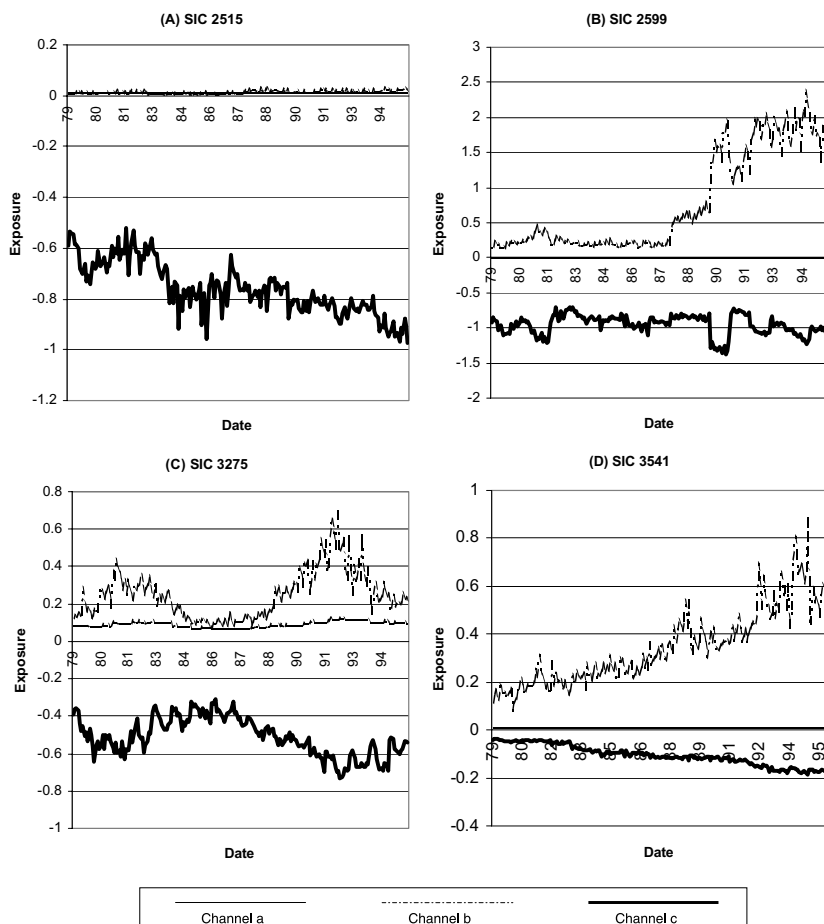 (A) SIC 2515
0.2
0
-0.2
-0.4
-0.6
-0.8
-1
-1.2
79 80 81 83 84 86 87 88 90 91 93 94
Exposure
Date
(B) SIC 2599
3
2.5
2
1.5
1
0.5
0
-0.5
-1
-1.5
-2
79 80 81 83 84 86 87 88 90 91 93 94
Exposure
Date
(C) SIC 3275
0.8
0.6
0.4
0.2
0
-0.2
-0.4
-0.6
-0.8
-1
79 80 81 83 84 86 87 88 90 91 93 94
Exposure
Date
(D) SIC 3541
1
0.8
0.6
0.4
0.2
0
-0.2
-0.4
79 80 82 83 85 86 88 89 91 92 94 95
Exposure
Date
Channel a Channel b Channel c